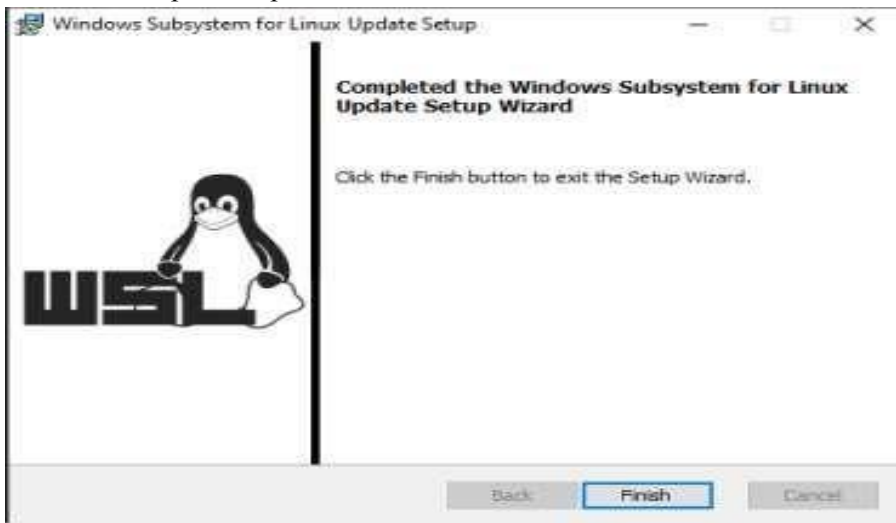 Windows Subsystem for Linux Update Setup
Completed the Windows Subsystem for Linux
Update Setup Wizard
Click the Finish button to exit the Setup Wizard.
WSL
Back Finish Cancel